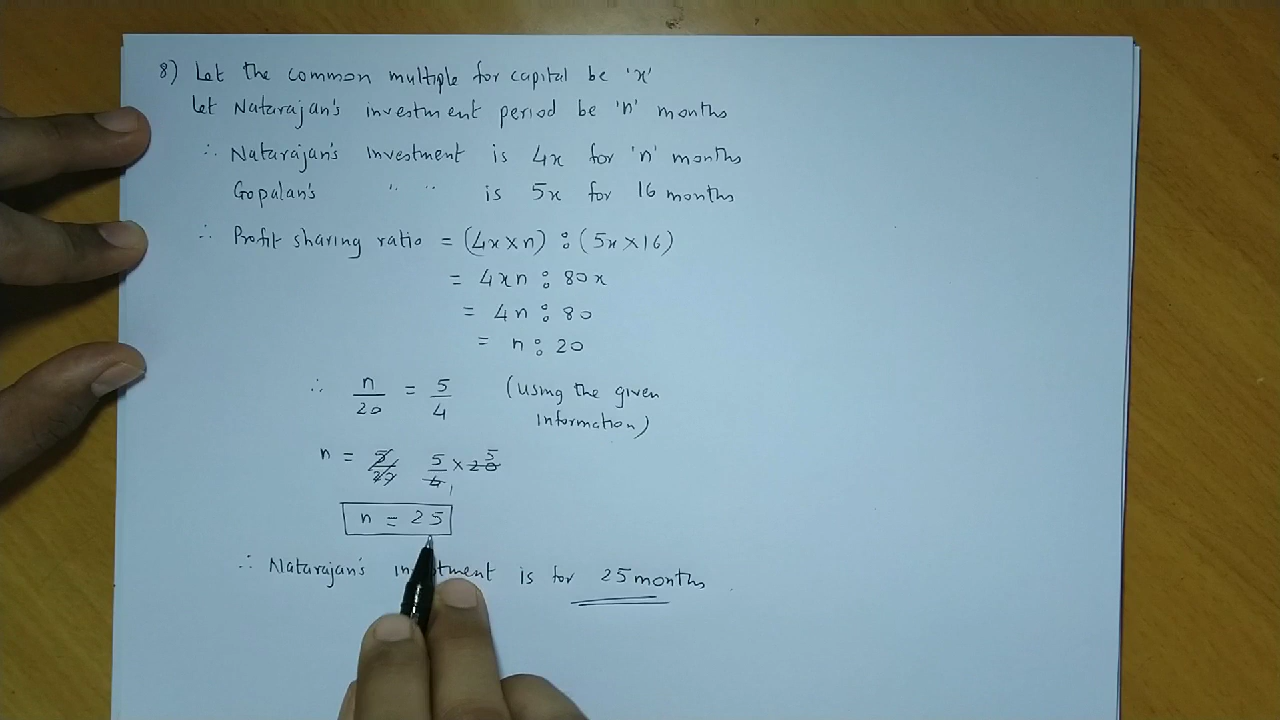 8) Let the common multiple for capital be 'x'
Let Natarajan's investment period be 'n' months
∴ Natarajan's investment is 4x for 'n' months
Gopalan's " " is 5x for 16 months
∴ Profit sharing ratio = (4x × n) : (5x × 16)
= 4xn : 80x
= 4n : 80
= n : 20
∴ n/20 = 5/4 (Using the given
information)
n = 5/4 × 20 5
1
n = 25
∴ Natarajan's is for 25 months